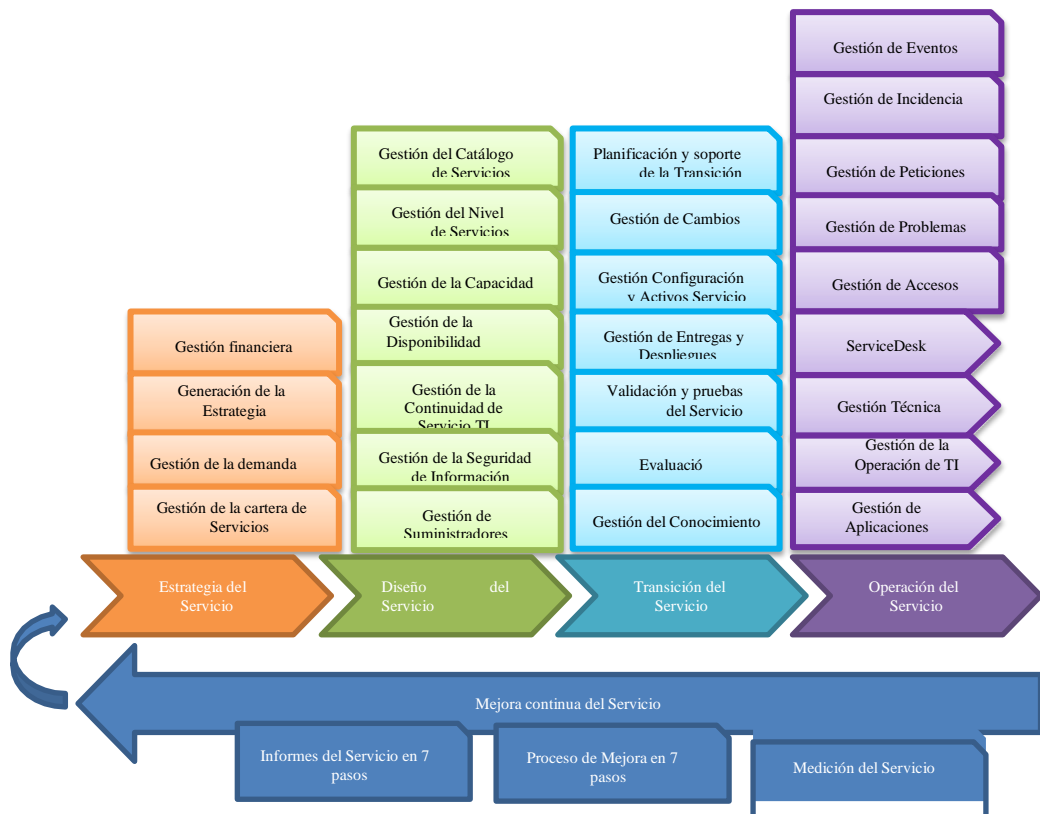 Gestión financiera
Generación de la
Estrategia
Gestión de la demanda
Gestión de la cartera de
Servicios
Gestión del Catálogo
de Servicios
Gestión del Nivel
de Servicios
Gestión de la Capacidad
Gestión de la
Disponibilidad
Gestión de la
Continuidad de
Servicio TI
Gestión de la Seguridad
de Información
Gestión de
Suministradores
Planificación y soporte
de la Transición
Gestión de Cambios
Gestión Configuración
y Activos Servicio
Gestión de Entregas y
Despliegues
Validación y pruebas
del Servicio
Evaluació
Gestión del Conocimiento
Gestión de Eventos
Gestión de Incidencia
Gestión de Peticiones
Gestión de Problemas
Gestión de Accesos
ServiceDesk
Gestión Técnica
Gestión de la
Operación de TI
Gestión de
Aplicaciones
Estrategia del
Servicio
Diseño del
Servicio
Transición del
Servicio
Operación del
Servicio
Mejora continua del Servicio
Informes del Servicio en 7
pasos
Proceso de Mejora en 7
pasos
Medición del Servicio